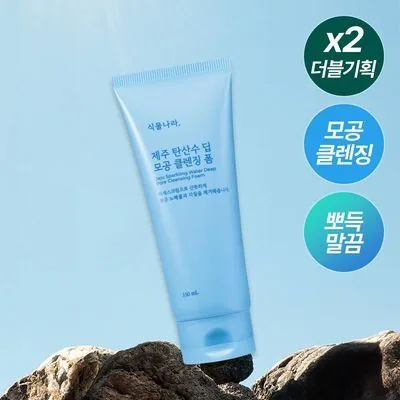 x2
더블기획
모공
클렌징
뽀득
말끔
식물나라.
제주 탄산수 딥
모공 클렌징 폼
Jeju Sparkling Water Deep
Pore Cleansing Foam
150 mL